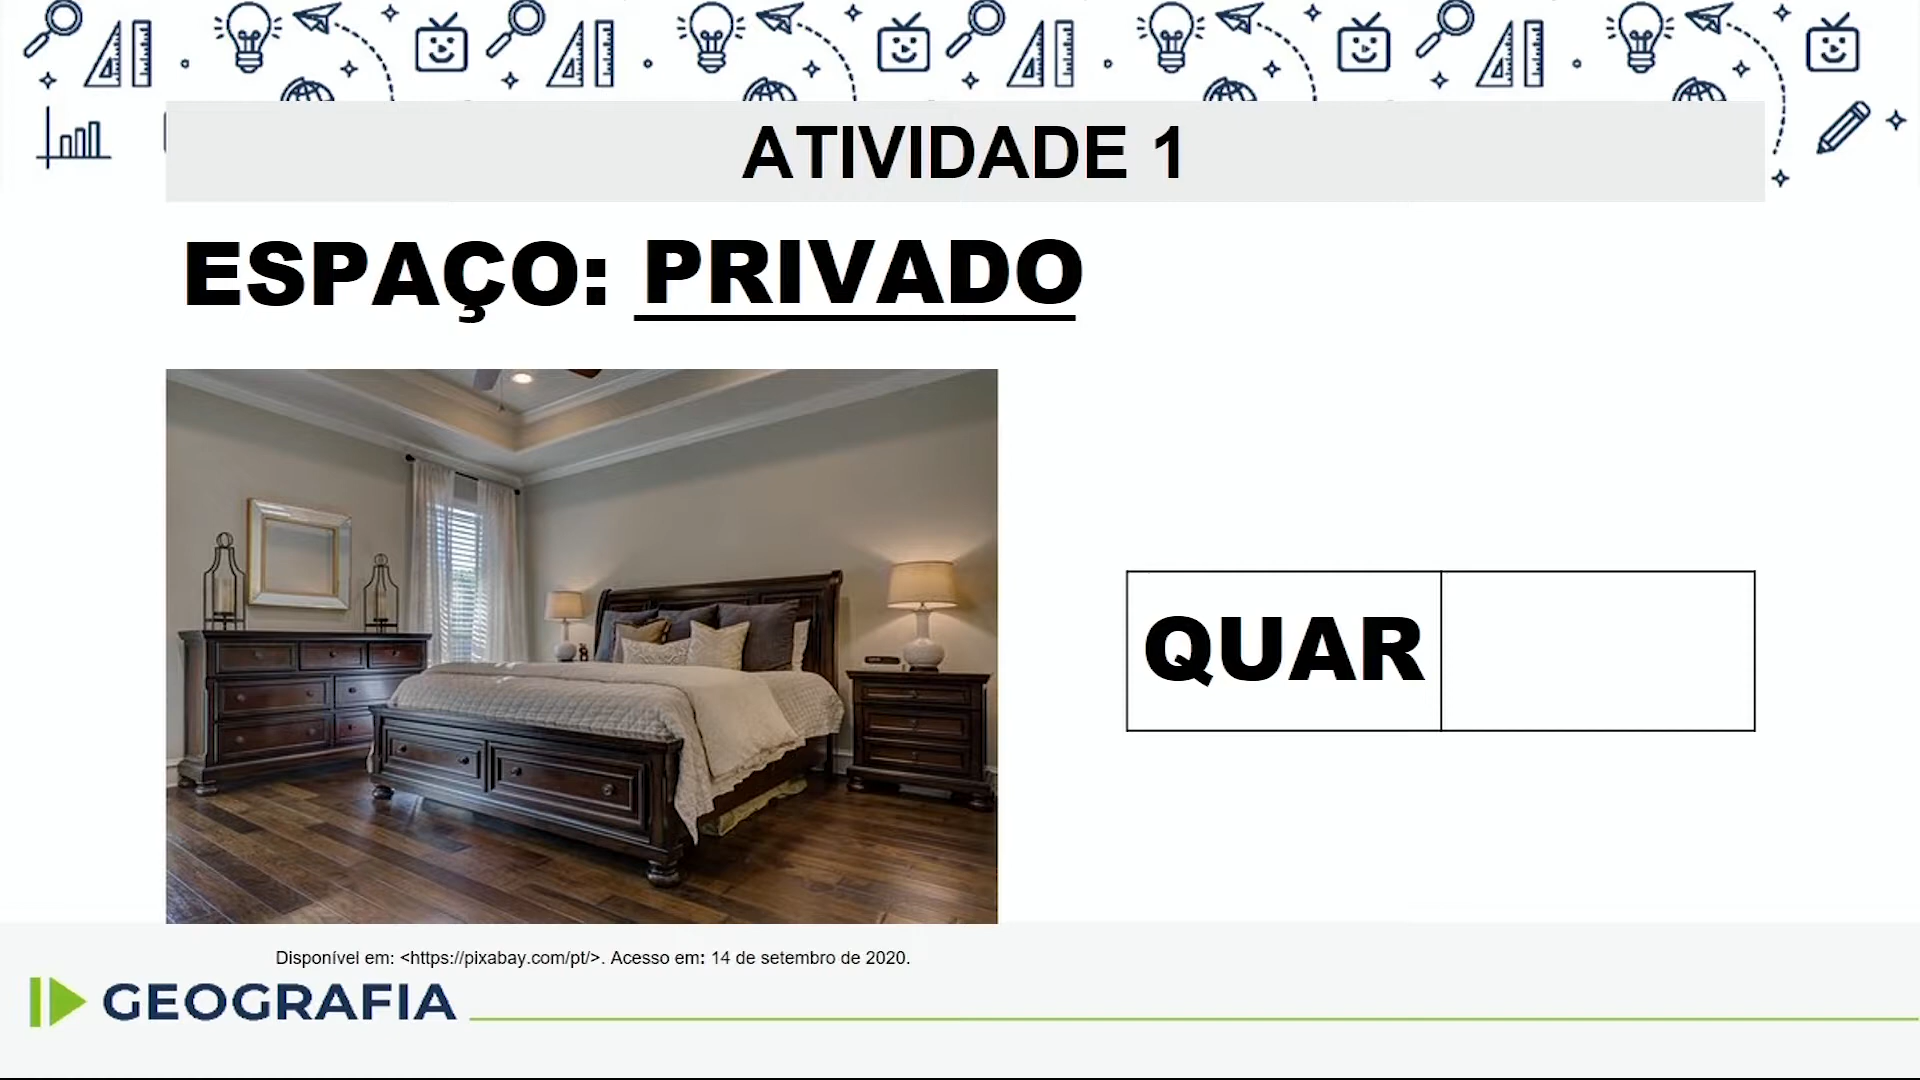 ATIVIDADE 1
ESPAÇO: PRIVADO
QUAR
Disponível em: <https://pixabay.com/pt/>. Acesso em: 14 de setembro de 2020.
GEOGRAFIA